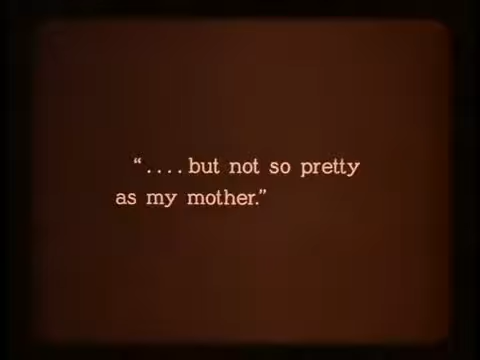 “....but not so pretty
as my mother.”